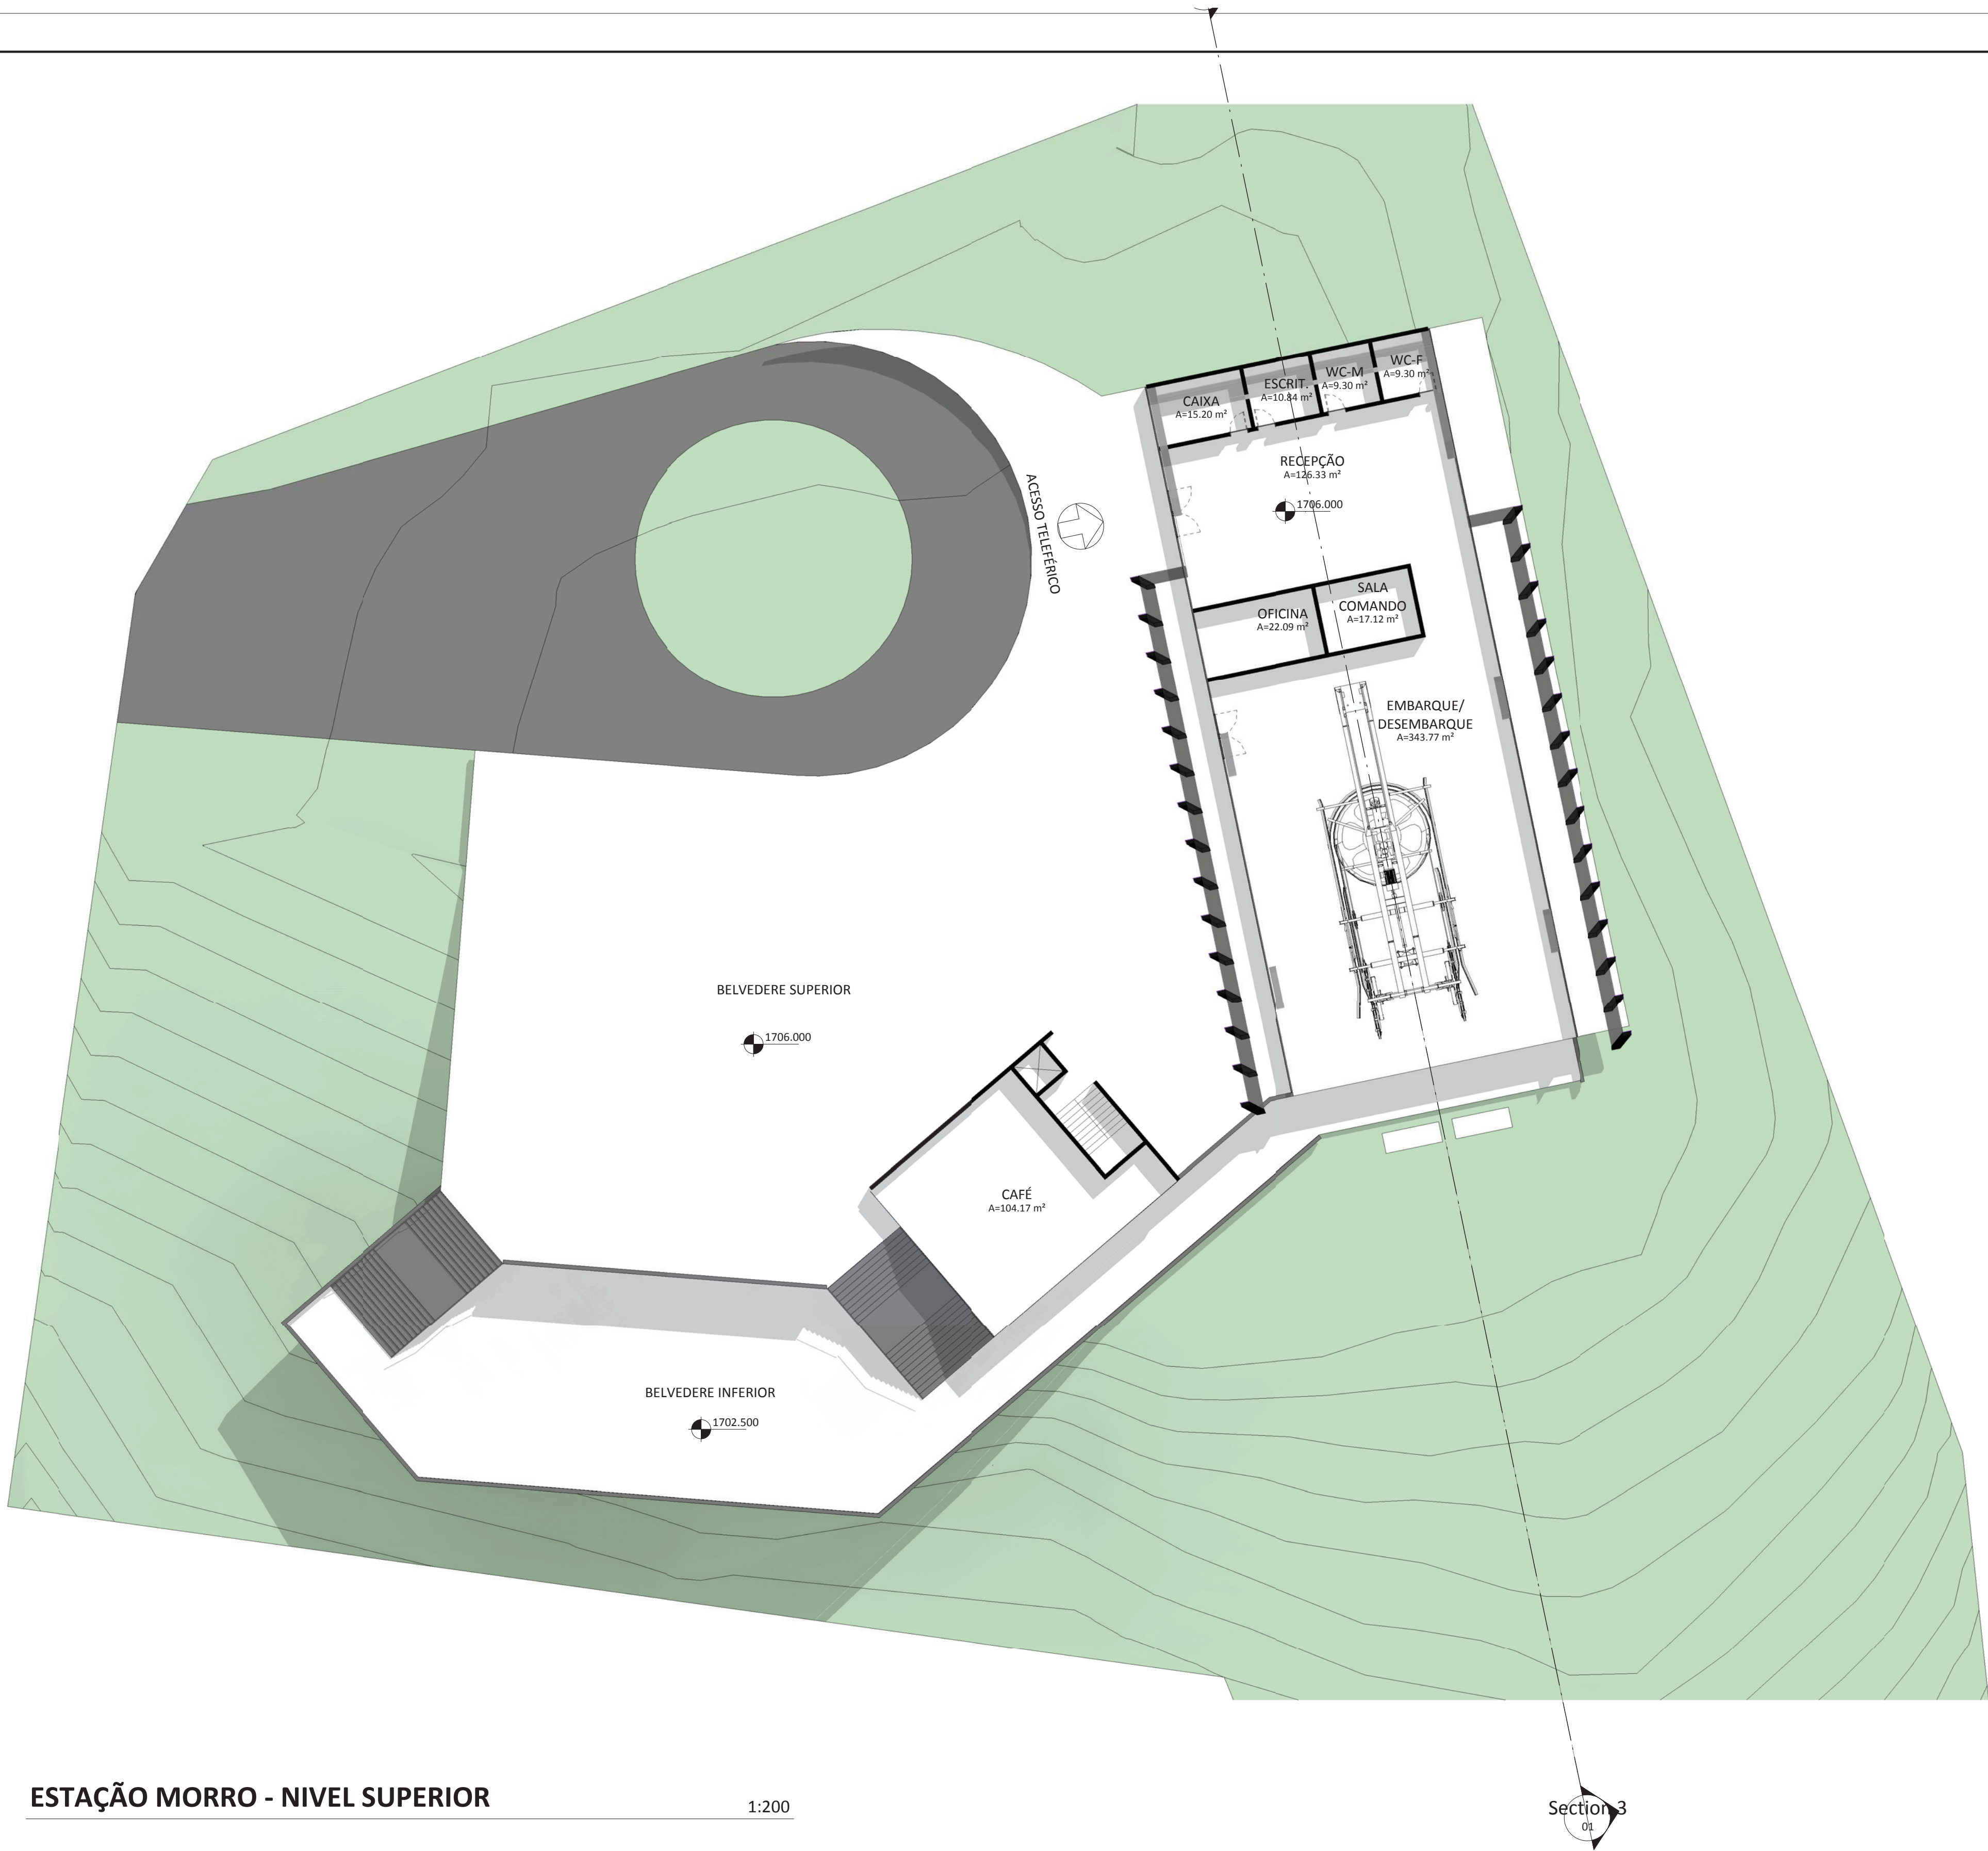 WC-F
A=9.30 m²
WC-M
A=9.30 m²
ESCRIT.
A=10.84 m²
CAIXA
A=15.20 m²
RECEPÇÃO
A=126.33 m²
1706.000
ACESSO TELEFÉRICO
SALA
COMANDO
A=17.12 m²
OFICINA
A=22.09 m²
EMBARQUE/
DESEMBARQUE
A=343.77 m²
BELVEDERE SUPERIOR
1706.000
CAFÉ
A=104.17 m²
BELVEDERE INFERIOR
1702.500
ESTAÇÃO MORRO - NIVEL SUPERIOR
1:200
Section 3
01